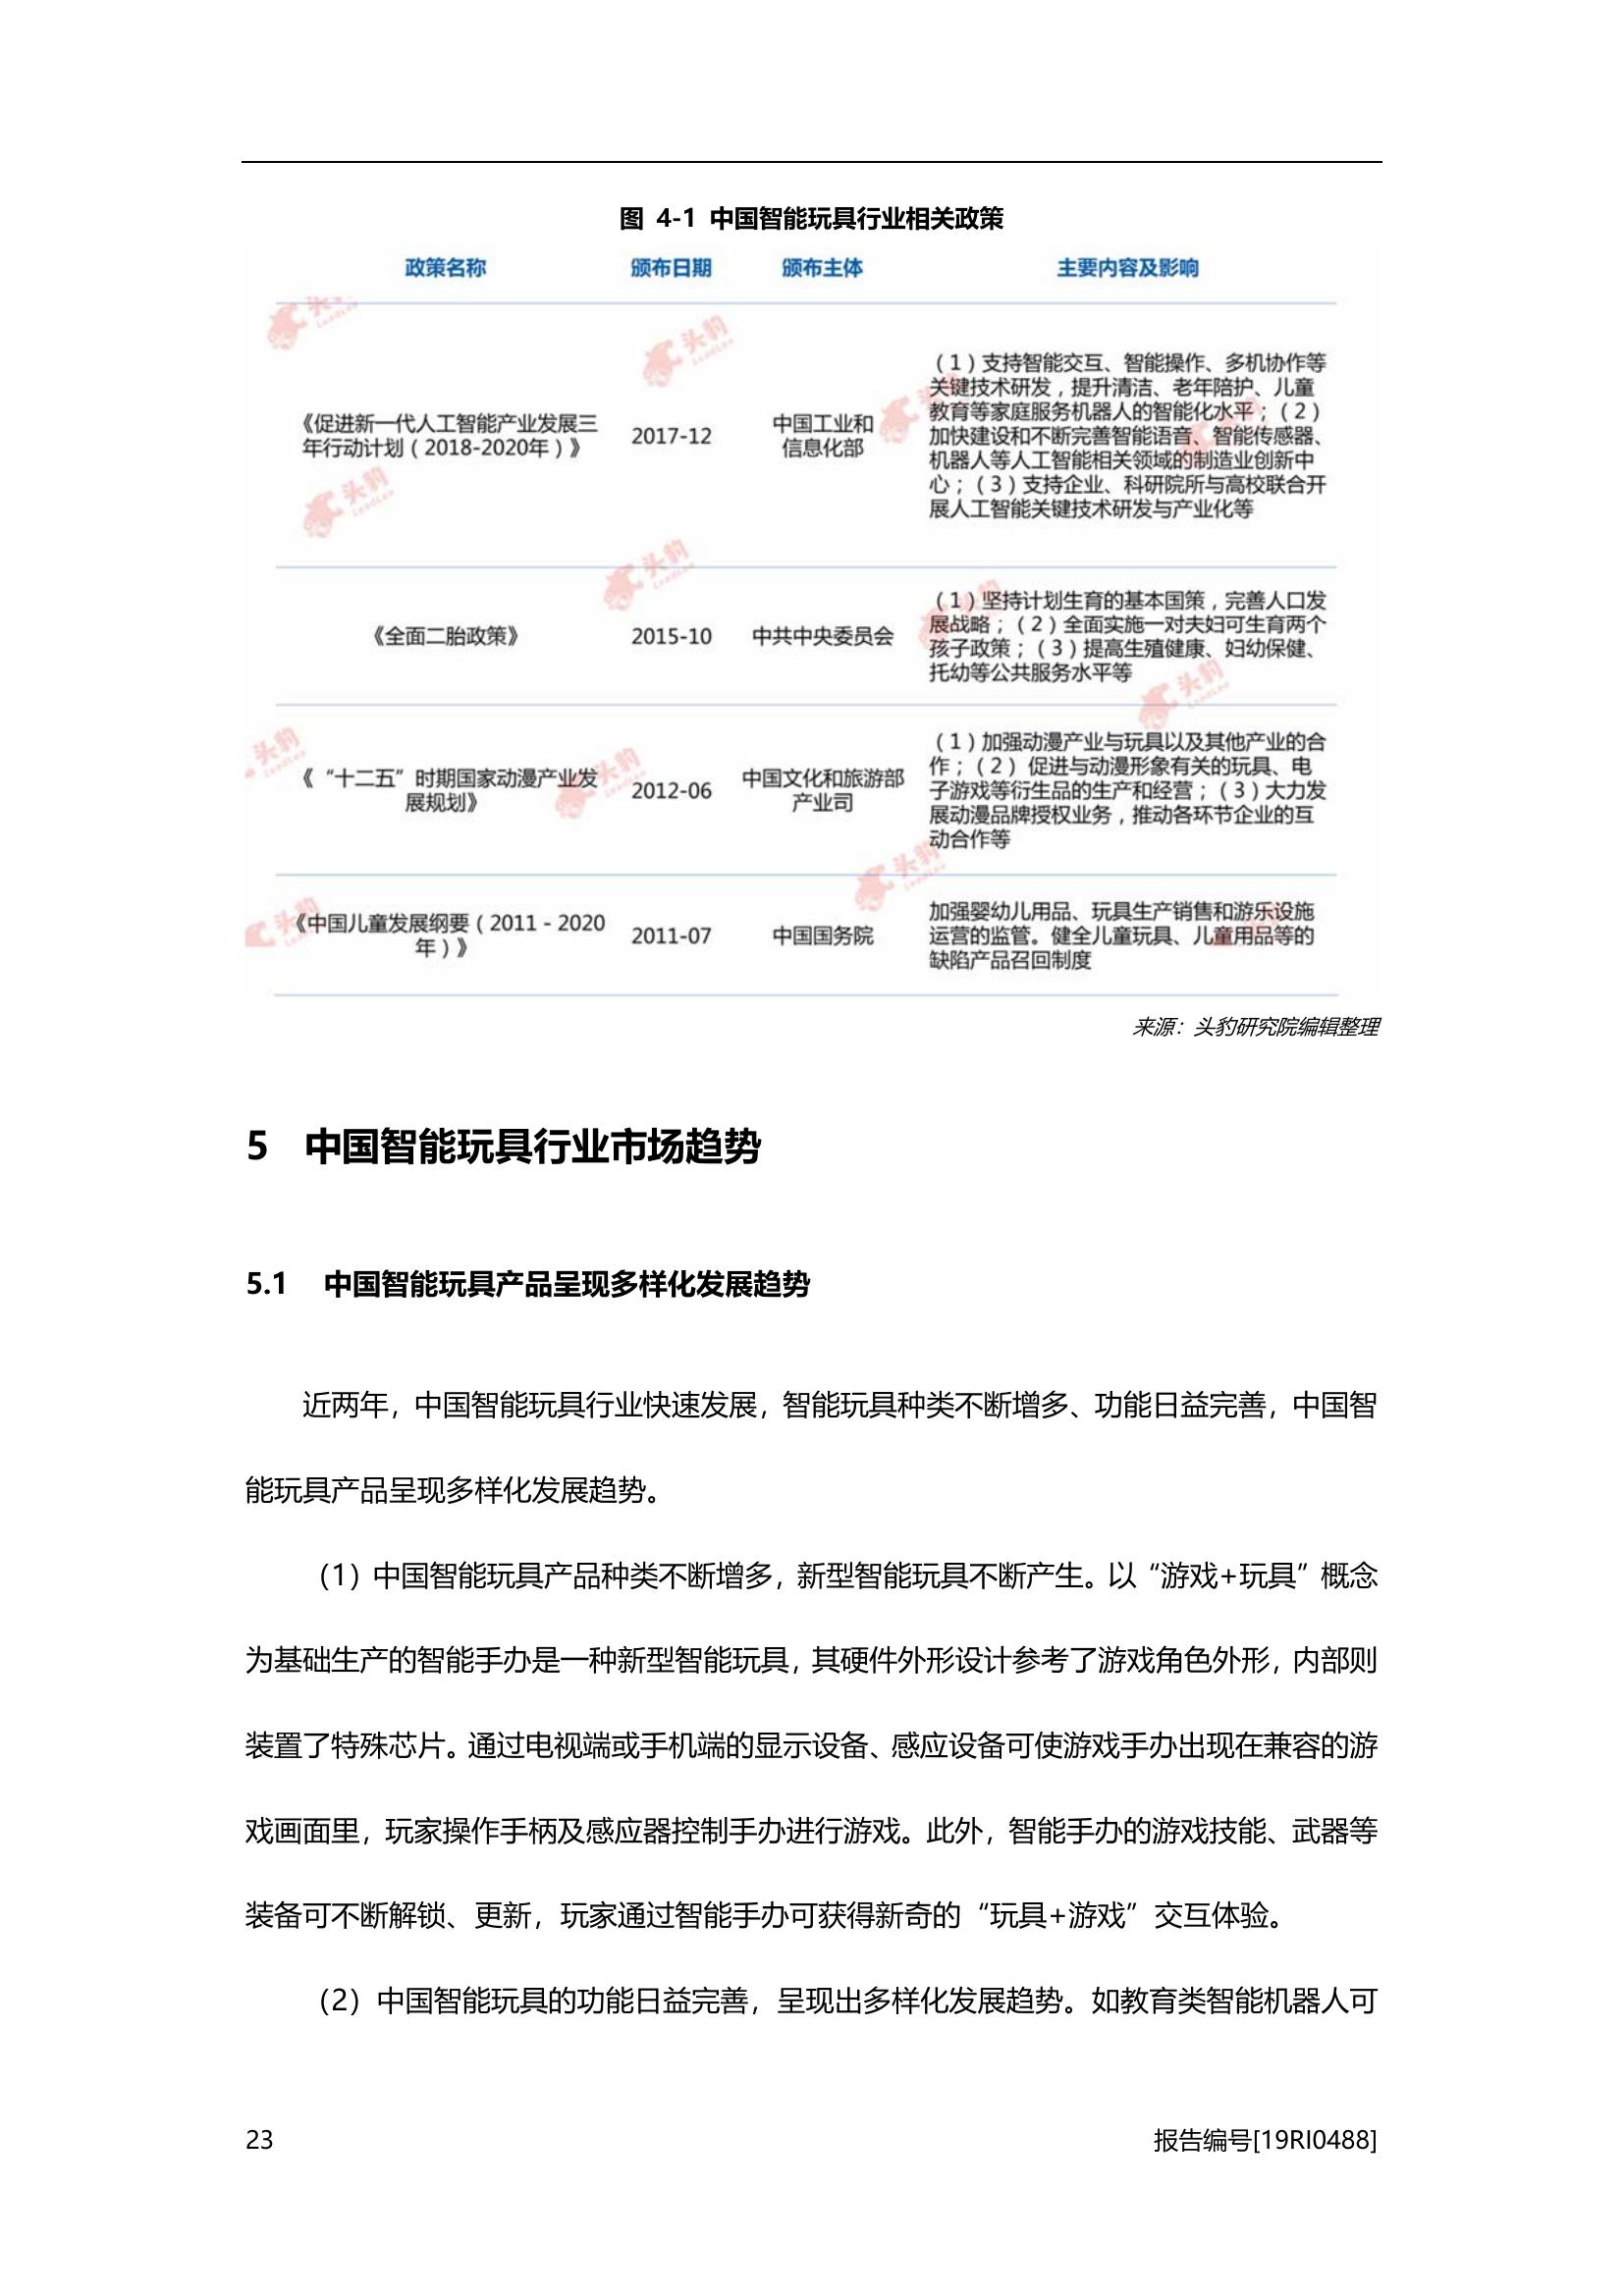 图 4-1 中国智能玩具行业相关政策
政策名称 颁布日期 颁布主体 主要内容及影响
《促进新一代人工智能产业发展三
年行动计划（2018-2020年）》
2017-12
中国工业和
信息化部
（1）支持智能交互、智能操作、多机协作等
关键技术研发，提升清洁、老年陪护、儿童
教育等家庭服务机器人的智能化水平；（2）
加快建设和不断完善智能语音、智能传感器、
机器人等人工智能相关领域的制造业创新中
心；（3）支持企业、科研院所与高校联合开
展人工智能关键技术研发与产业化等
《全面二胎政策》
2015-10
中共中央委员会
（1）坚持计划生育的基本国策，完善人口发
展战略；（2）全面实施一对夫妇可生育两个
孩子政策；（3）提高生殖健康、妇幼保健、
托幼等公共服务水平等
《“十二五”时期国家动漫产业发
展规划》
2012-06
中国文化和旅游部
产业司
（1）加强动漫产业与玩具以及其他产业的合
作；（2） 促进与动漫形象有关的玩具、电
子游戏等衍生品的生产和经营；（3）大力发
展动漫品牌授权业务，推动各环节企业的互
动合作等
《中国儿童发展纲要（2011 - 2020
年）》
2011-07
中国国务院
加强婴幼儿用品、玩具生产销售和游乐设施
运营的监管。健全儿童玩具、儿童用品等的
缺陷产品召回制度
来源：头豹研究院编辑整理
5 中国智能玩具行业市场趋势
5.1 中国智能玩具产品呈现多样化发展趋势
近两年，中国智能玩具行业快速发展，智能玩具种类不断增多、功能日益完善，中国智
能玩具产品呈现多样化发展趋势。
（1）中国智能玩具产品种类不断增多，新型智能玩具不断产生。以“游戏+玩具”概念
为基础生产的智能手办是一种新型智能玩具，其硬件外形设计参考了游戏角色外形，内部则
装置了特殊芯片。通过电视端或手机端的显示设备、感应设备可使游戏手办出现在兼容的游
戏画面里，玩家操作手柄及感应器控制手办进行游戏。此外，智能手办的游戏技能、武器等
装备可不断解锁、更新，玩家通过智能手办可获得新奇的“玩具+游戏”交互体验。
（2）中国智能玩具的功能日益完善，呈现出多样化发展趋势。如教育类智能机器人可
23 报告编号[19RI0488]